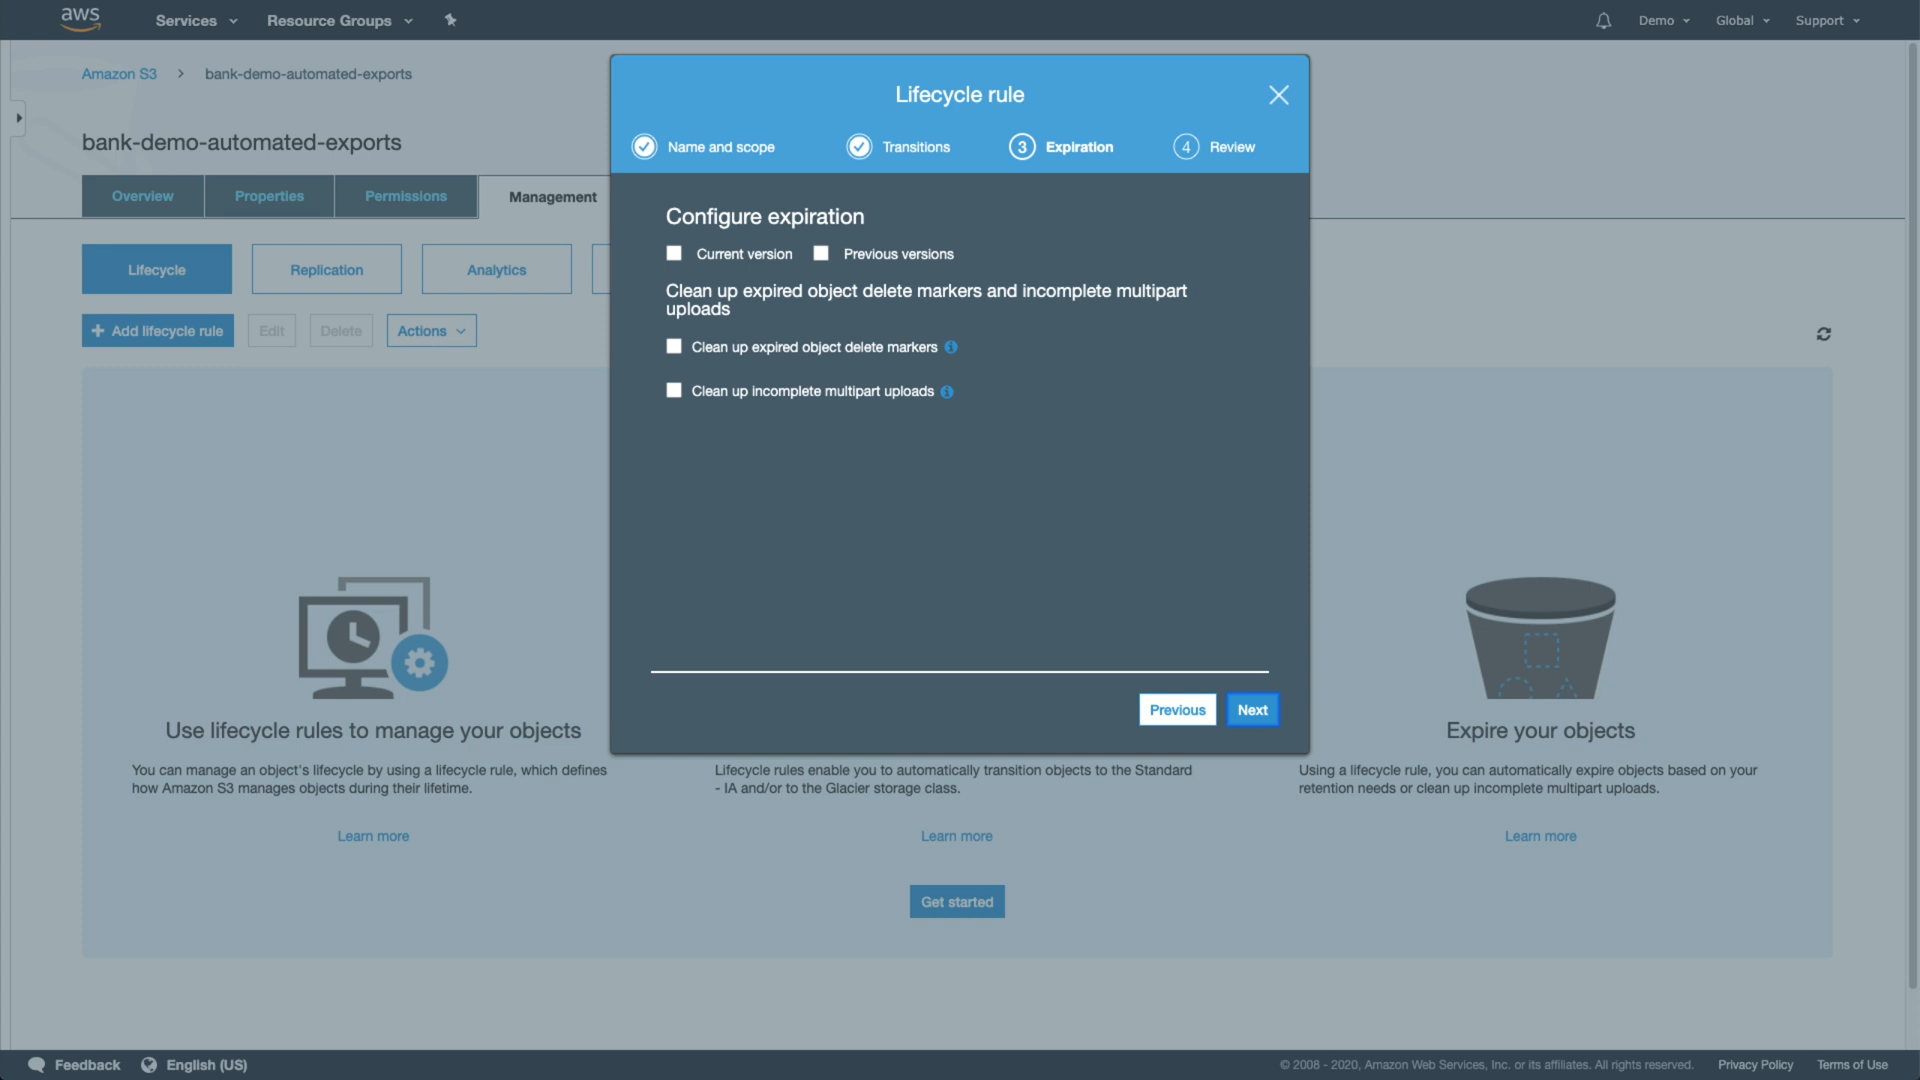 aws Services Resource Groups Demo Global Support
Amazon S3 bank-demo-automated-exports
bank-demo-automated-exports
Overview Properties Permissions Management
Lifecycle Replication Analytics
Add lifecycle rule Edit Delete Actions
Lifecycle rule
Name and scope Transitions 3 Expiration 4 Review
Configure expiration
Current version Previous versions
Clean up expired object delete markers and incomplete multipart
uploads
Clean up expired object delete markers
Clean up incomplete multipart uploads
Previous Next
Use lifecycle rules to manage your objects
You can manage an object's lifecycle by using a lifecycle rule, which defines
how Amazon S3 manages objects during their lifetime.
Learn more
Lifecycle rules enable you to automatically transition objects to the Standard
- IA and/or to the Glacier storage class.
Learn more
Expire your objects
Using a lifecycle rule, you can automatically expire objects based on your
retention needs or clean up incomplete multipart uploads.
Learn more
Get started
Feedback English (US) © 2008 - 2020, Amazon Web Services, Inc. or its affiliates. All rights reserved. Privacy Policy Terms of Use